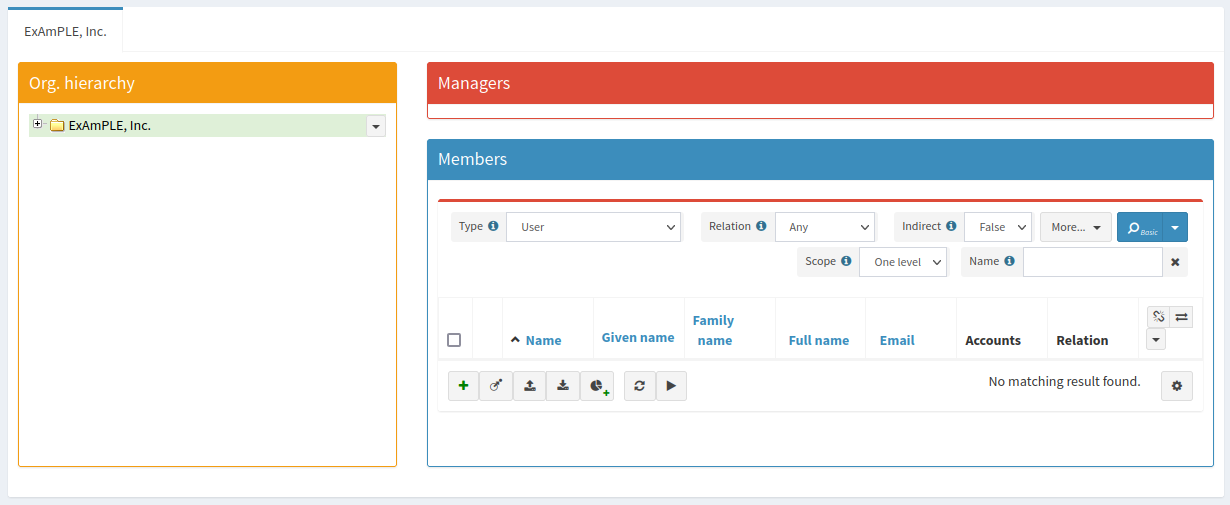 ExAmPLE, Inc.
Org. hierarchy
ExAmPLE, Inc.
Managers
Members
Type User Relation Any Indirect False More... Basic
Scope One level Name
Name Given name Family name Full name Email Accounts Relation
No matching result found.